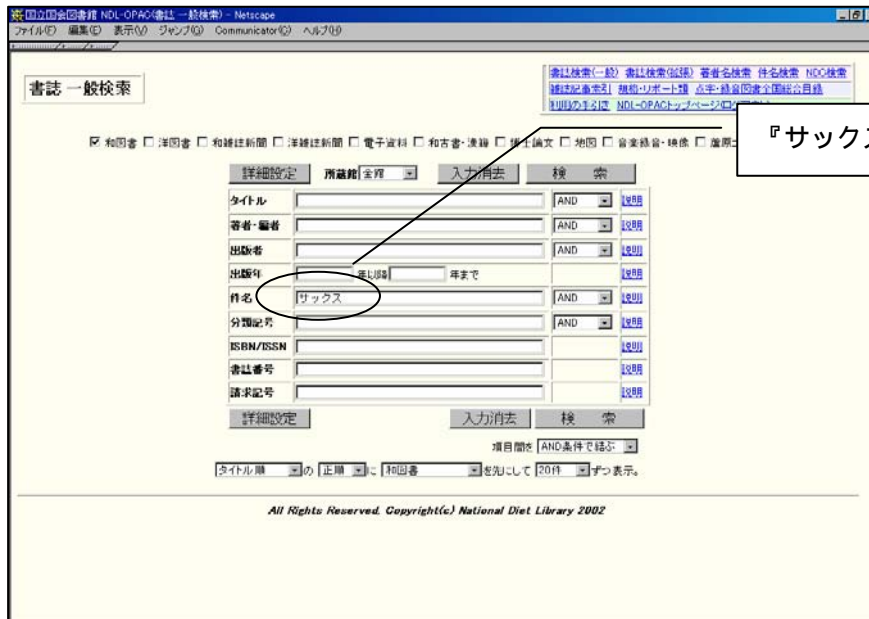 国立国会図書館 NDL-OPAC(書誌 一般検索) - Netscape
ファイル(F) 編集(E) 表示(V) ジャンプ(G) Communicator(C) ヘルプ(H)
書誌 一般検索
書誌検索(一般) 書誌検索(拡張) 著者名検索 件名検索 NDC検索
雑誌記事索引 規格・リポート類 点字・録音図書全国総合目録
利用の手引き NDL-OPACトップページ
『サックス
和図書 洋図書 和雑誌新聞 洋雑誌新聞 電子資料 和古書・漢籍 博士論文 地図 音楽録音・映像 蘆原
詳細設定 所蔵館 全館 入力消去 検 索
タイトル AND 説明
著者・編者 AND 説明
出版者 AND 説明
出版年 年以降 年まで 説明
件名 サックス AND 説明
分類記号 AND 説明
ISBN/ISSN 説明
書誌番号 説明
請求記号 説明
詳細設定 入力消去 検 索
項目間を AND条件で結ぶ
タイトル順 の 正順 に 和図書 を先にして 20件 ずつ表示。
All Rights Reserved. Copyright(c) National Diet Library 2002